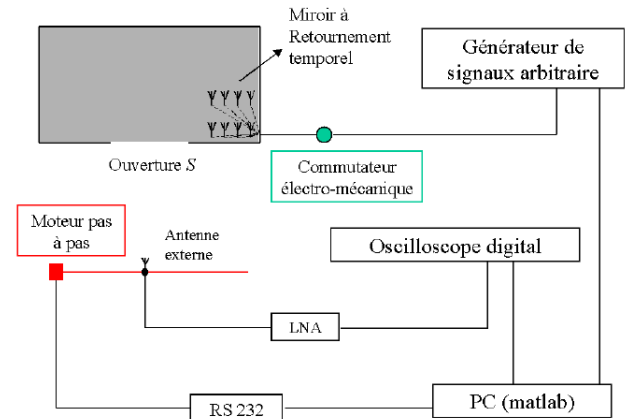 Miroir à
Retournement
temporel
Générateur de
signaux arbitraire
Ouverture S
Commutateur
électro-mécanique
Moteur pas
à pas
Antenne
externe
Oscilloscope digital
LNA
RS 232
PC (matlab)